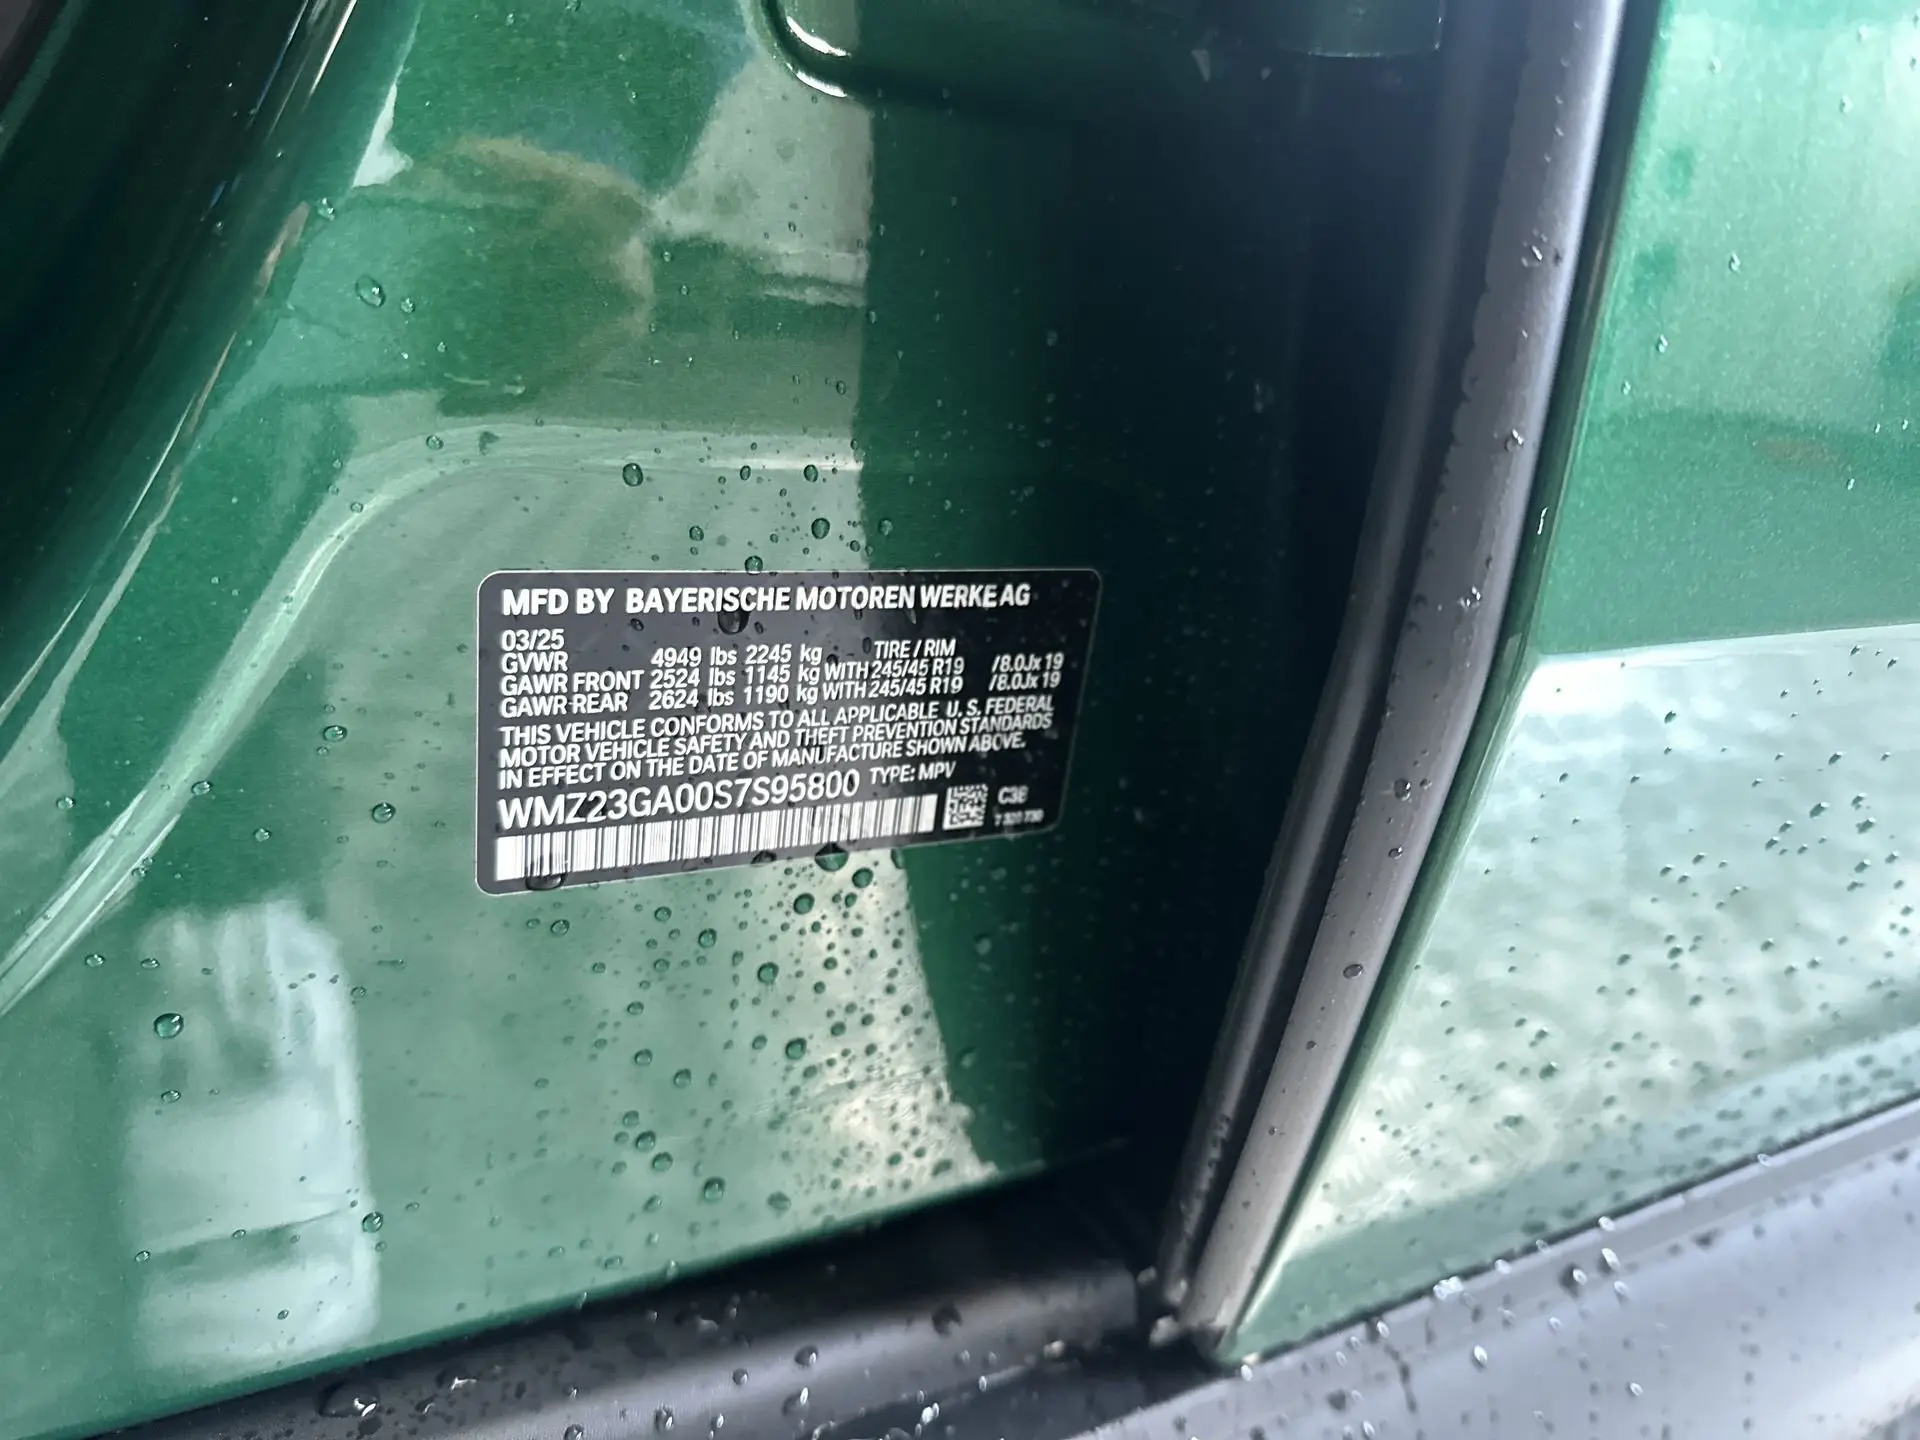 MFD BY BAYERISCHE MOTOREN WERKE AG
03/25
GVWR 4949 lbs 2245 kg TIRE / RIM
GAWR FRONT 2524 lbs 1145 kg WITH 245/45 R19 /8.0Jx19
GAWR REAR 2624 lbs 1190 kg WITH 245/45 R19 /8.0Jx19
THIS VEHICLE CONFORMS TO ALL APPLICABLE U. S. FEDERAL
MOTOR VEHICLE SAFETY AND THEFT PREVENTION STANDARDS
IN EFFECT ON THE DATE OF MANUFACTURE SHOWN ABOVE.
WMZ23GA00S7S95800 TYPE: MPV